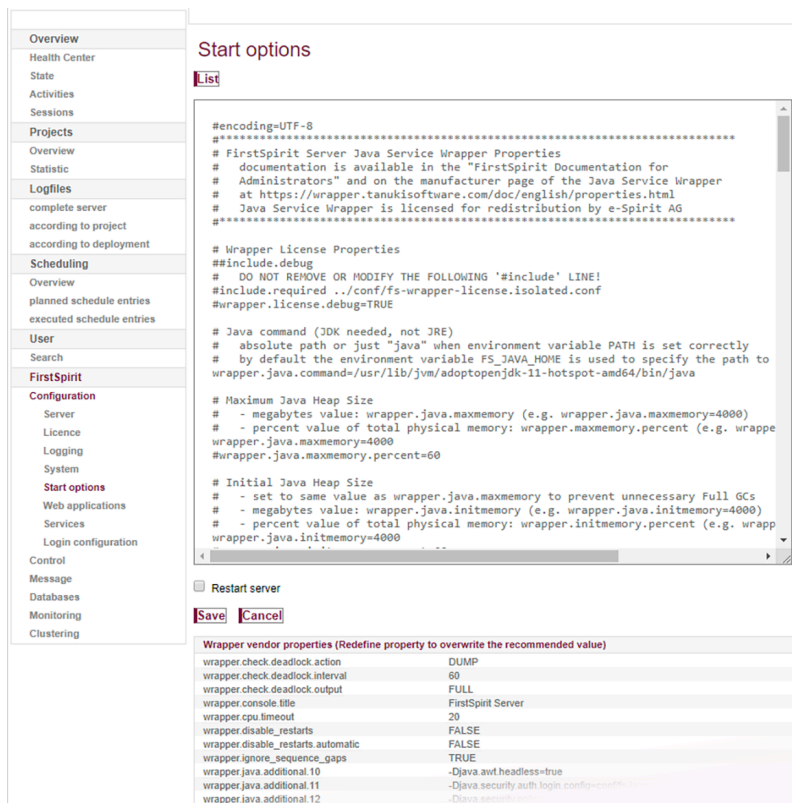 Overview
Health Center
State
Activities
Sessions
Projects
Overview
Statistic
Logfiles
complete server
according to project
according to deployment
Scheduling
Overview
planned schedule entries
executed schedule entries
User
Search
FirstSpirit
Configuration
Server
Licence
Logging
System
Start options
Web applications
Services
Login configuration
Control
Message
Databases
Monitoring
Clustering
Start options
List
#encoding=UTF-8
#*****************************************************************************
# FirstSpirit Server Java Service Wrapper Properties
#   documentation is available in the "FirstSpirit Documentation for
#   Administrators" and on the manufacturer page of the Java Service Wrapper
#   at https://wrapper.tanukisoftware.com/doc/english/properties.html
#   Java Service Wrapper is licensed for redistribution by e-Spirit AG
#*****************************************************************************
# Wrapper License Properties
##include.debug
#   DO NOT REMOVE OR MODIFY THE FOLLOWING '#include' LINE!
#include.required ../conf/fs-wrapper-license.isolated.conf
#wrapper.license.debug=TRUE
# Java command (JDK needed, not JRE)
#   absolute path or just "java" when environment variable PATH is set correctly
#   by default the environment variable FS_JAVA_HOME is used to specify the path to
wrapper.java.command=/usr/lib/jvm/adoptopenjdk-11-hotspot-amd64/bin/java
# Maximum Java Heap Size
#   - megabytes value: wrapper.java.maxmemory (e.g. wrapper.java.maxmemory=4000)
#   - percent value of total physical memory: wrapper.maxmemory.percent (e.g. wrappe
wrapper.java.maxmemory=4000
#wrapper.java.maxmemory.percent=60
# Initial Java Heap Size
#   - set to same value as wrapper.java.maxmemory to prevent unnecessary Full GCs
#   - megabytes value: wrapper.java.initmemory (e.g. wrapper.java.initmemory=4000)
#   - percent value of total physical memory: wrapper.initmemory.percent (e.g. wrapp
wrapper.java.initmemory=4000
Restart server
Save Cancel
Wrapper vendor properties (Redefine property to overwrite the recommended value)
wrapper.check.deadlock.action DUMP
wrapper.check.deadlock.interval 60
wrapper.check.deadlock.output FULL
wrapper.console.title FirstSpirit Server
wrapper.cpu.timeout 20
wrapper.disable_restarts FALSE
wrapper.disable_restarts.automatic FALSE
wrapper.ignore_sequence_gaps TRUE
wrapper.java.additional.10 -Djava.awt.headless=true
wrapper.java.additional.11 -Djava.security.auth.login.config=
wrapper.java.additional.12